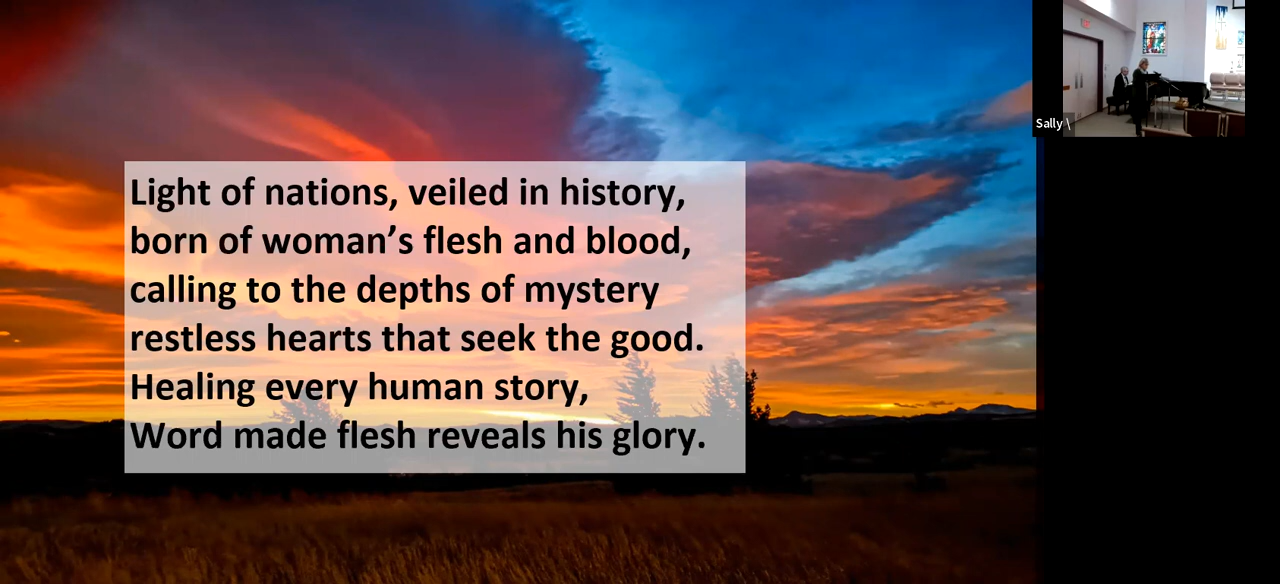 Light of nations, veiled in history,
born of woman’s flesh and blood,
calling to the depths of mystery
restless hearts that seek the good.
Healing every human story,
Word made flesh reveals his glory.
Sally \